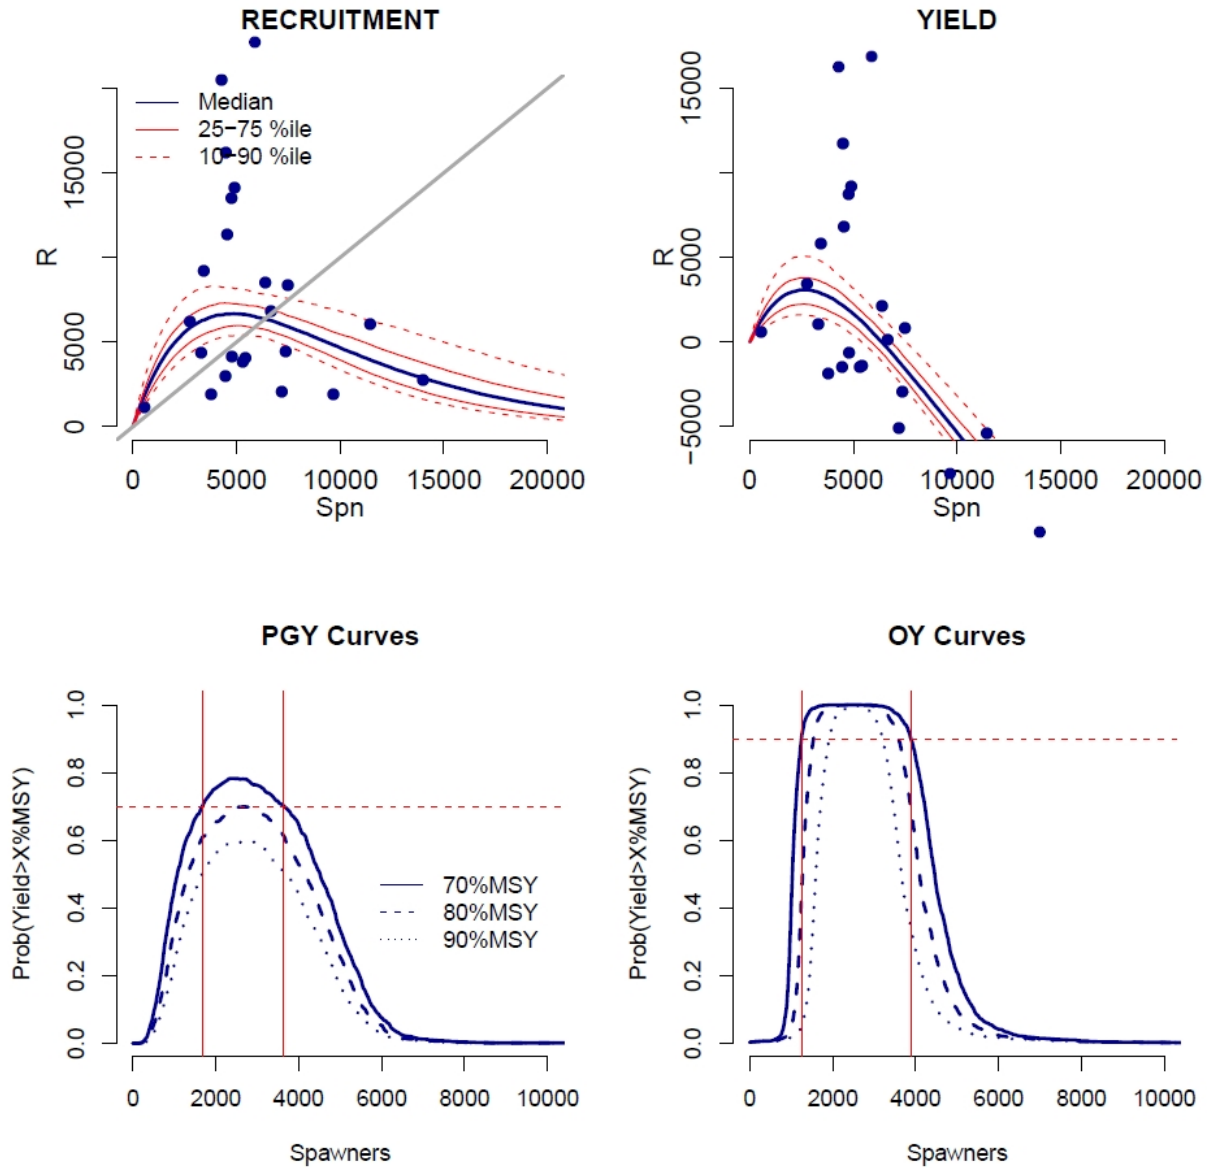 RECRUITMENT
Median
25−75 %ile
10−90 %ile
R
0
5000
15000
0
5000
10000
15000
20000
Spn
YIELD
R
−5000
0
5000
15000
0
5000
10000
15000
20000
Spn
PGY Curves
Prob(Yield>X%MSY)
0.0
0.2
0.4
0.6
0.8
1.0
70%MSY
80%MSY
90%MSY
0
2000
4000
6000
8000
10000
Spawners
OY Curves
Prob(Yield>X%MSY)
0.0
0.2
0.4
0.6
0.8
1.0
0
2000
4000
6000
8000
10000
Spawners